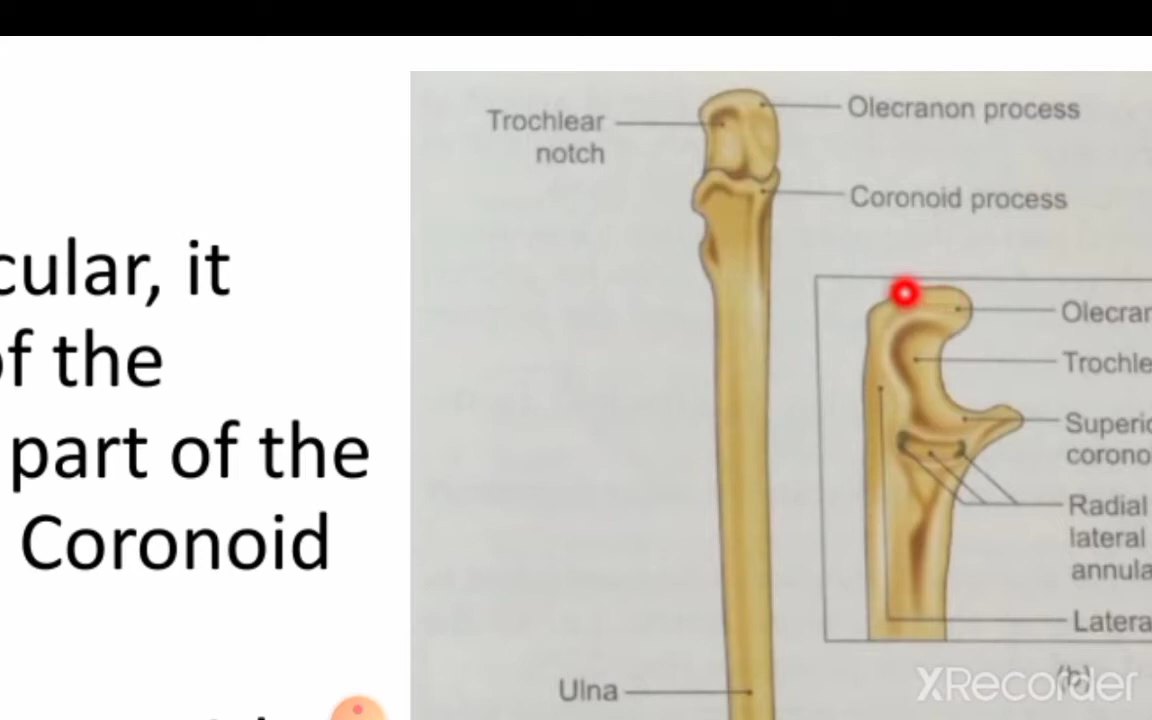 cular, it
of the
part of the
Coronoid
Trochlear
notch
Olecranon process
Coronoid process
Olecran
Trochle
Superio
corono
Radial
lateral
annula
Latera
Ulna
(b)
XRecorder